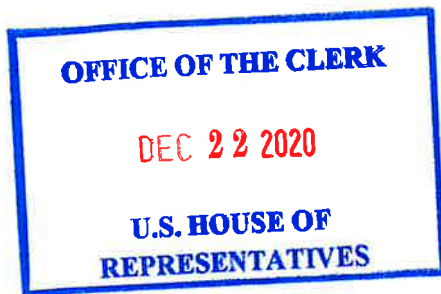 OFFICE OF THE CLERK
DEC 22 2020
U.S. HOUSE OF
REPRESENTATIVES